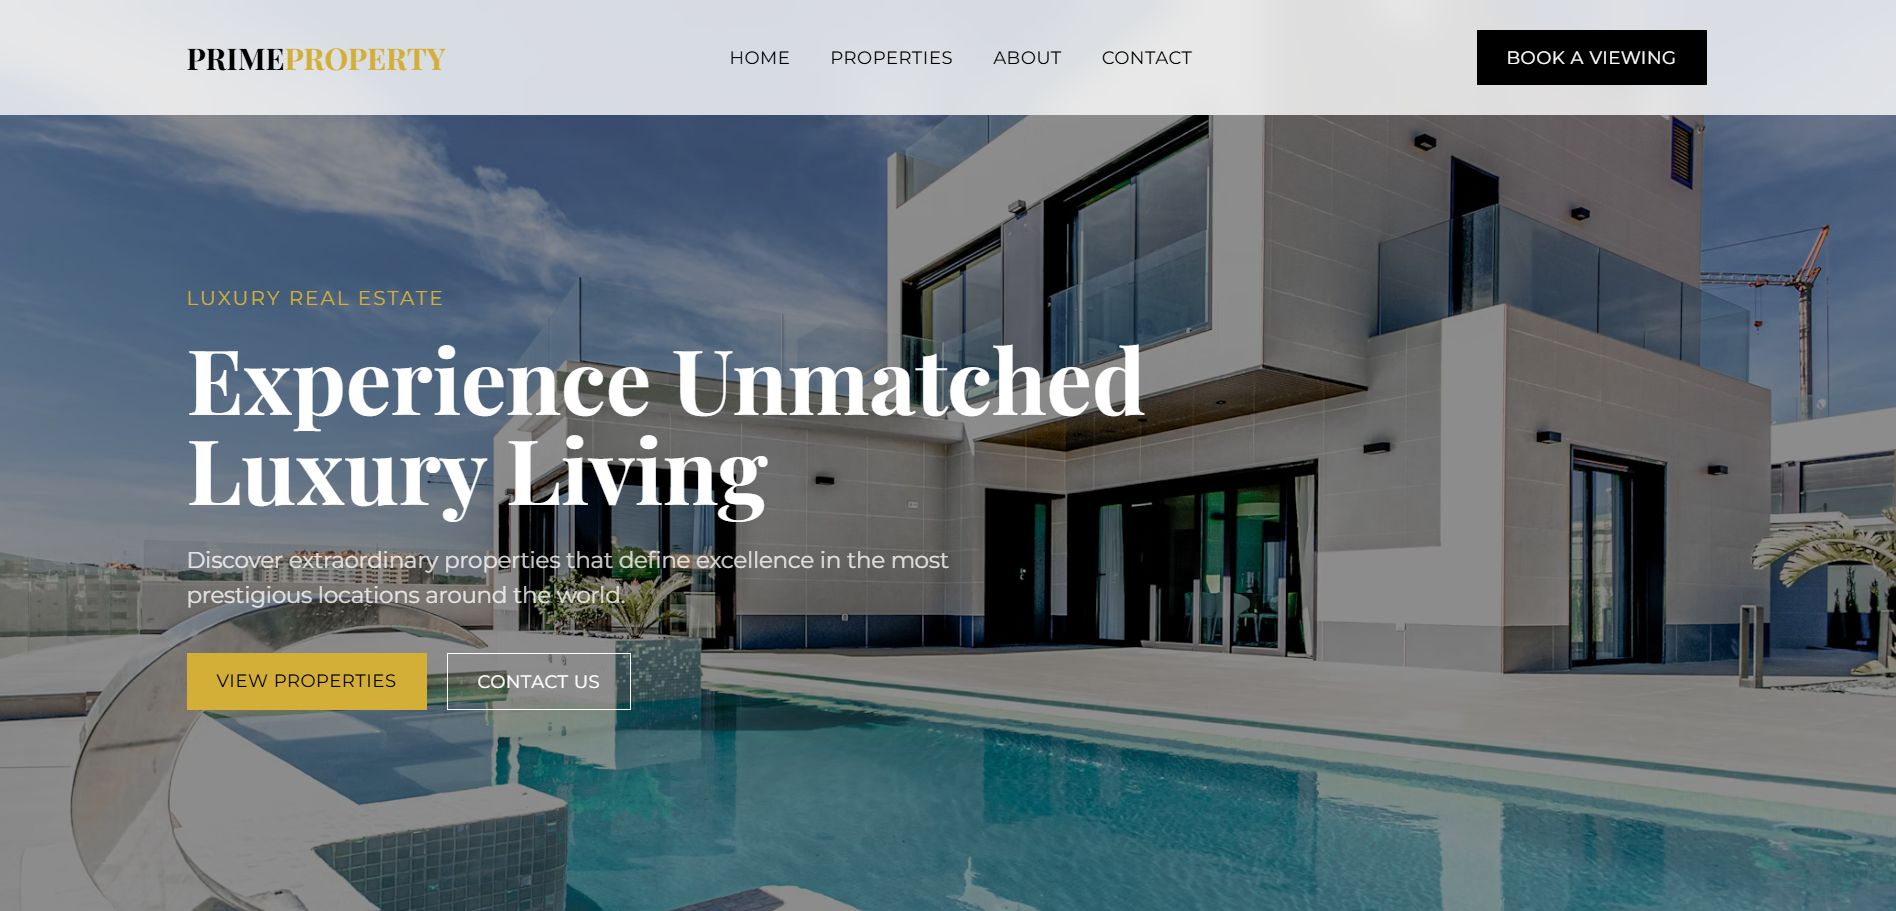 PRIMEPROPERTY
HOME
PROPERTIES
ABOUT
CONTACT
BOOK A VIEWING
LUXURY REAL ESTATE
Experience Unmatched
Luxury Living
Discover extraordinary properties that define excellence in the most
prestigious locations around the world.
VIEW PROPERTIES
CONTACT US